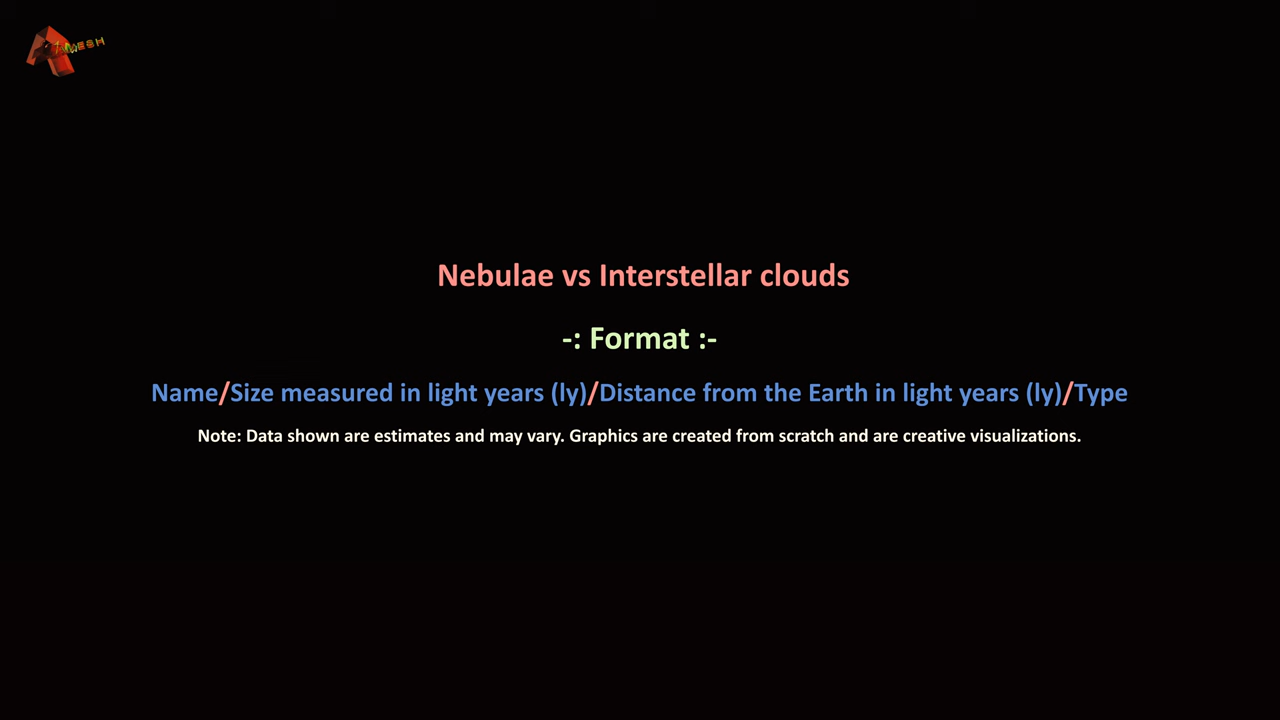 Nebulae vs Interstellar clouds
-: Format :-
Name/Size measured in light years (ly)/Distance from the Earth in light years (ly)/Type
Note: Data shown are estimates and may vary. Graphics are created from scratch and are creative visualizations.